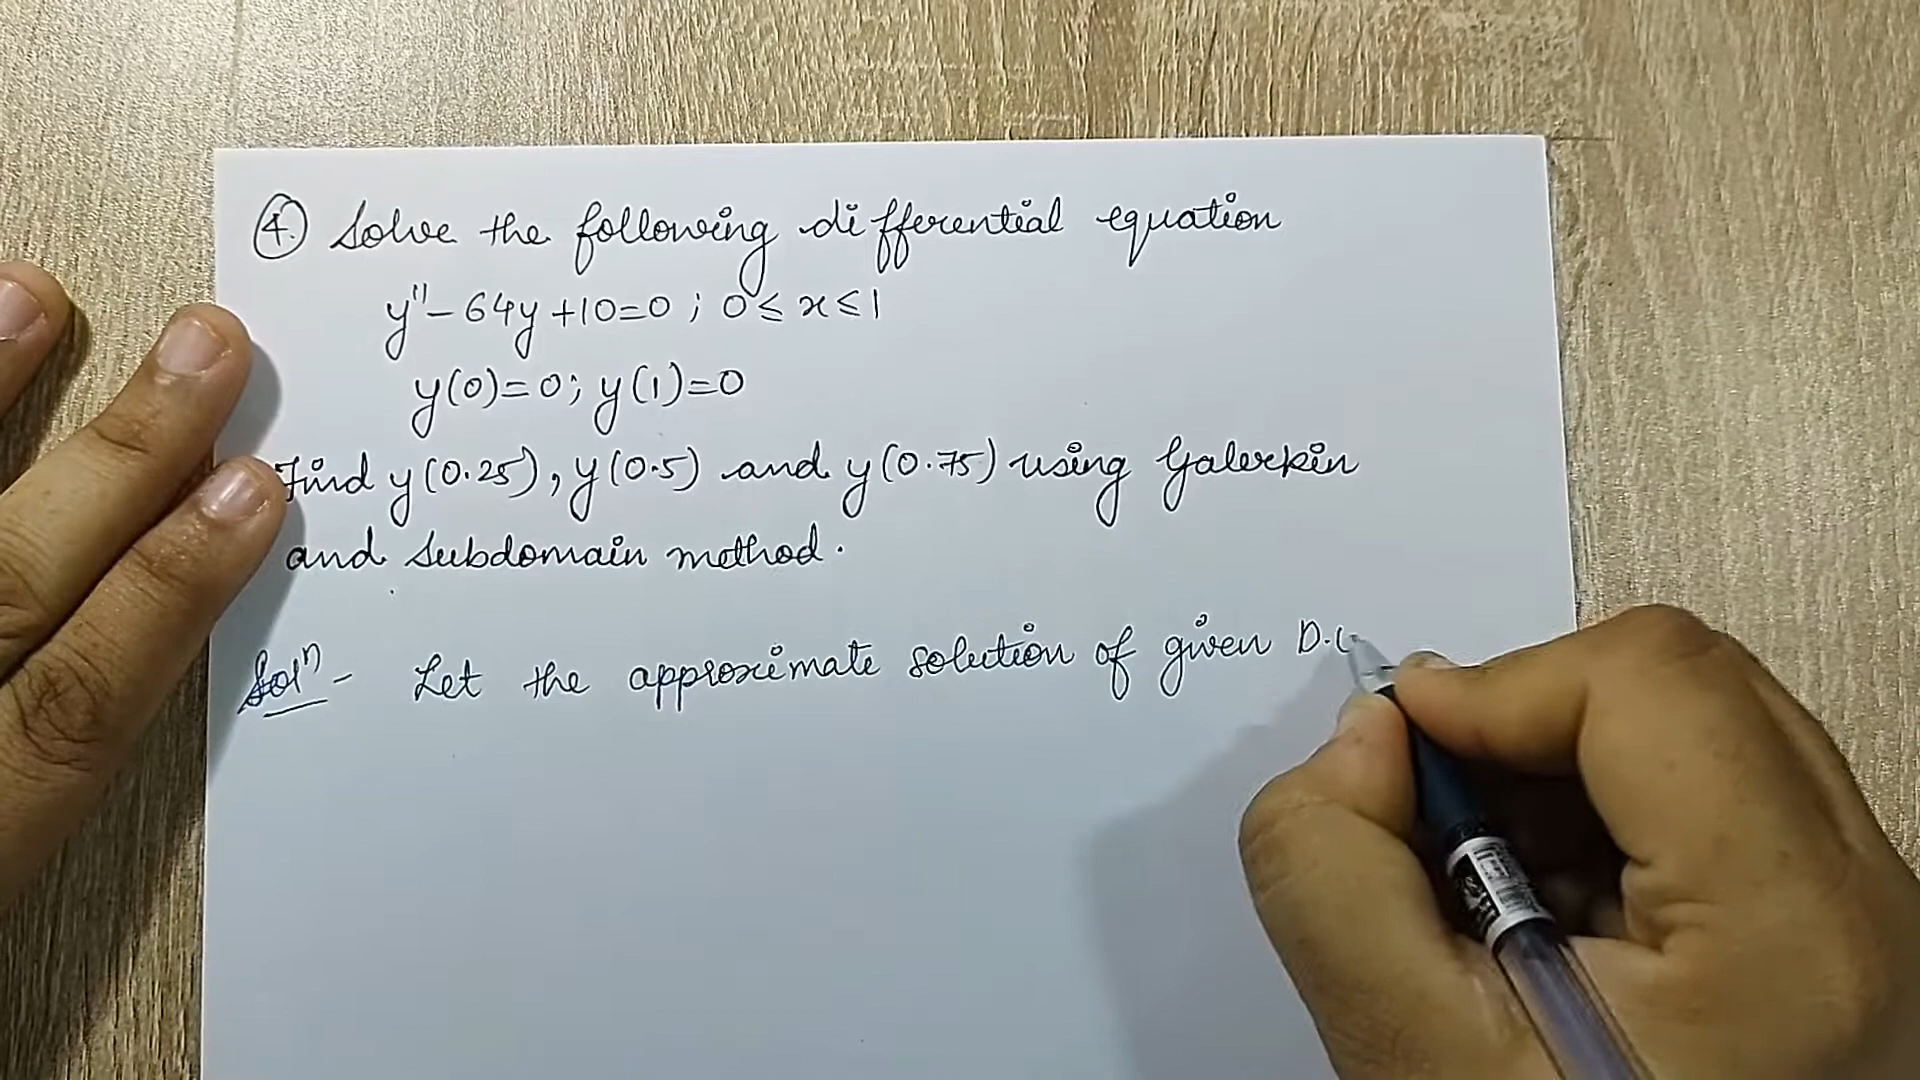 4. Solve the following differential equation
y" - 64y + 10 = 0 ; 0 ≤ x ≤ 1
y(0) = 0; y(1) = 0
Find y(0.25), y(0.5) and y(0.75) using Galerkin
and Subdomain method.
Solⁿ - Let the approximate solution of given D.